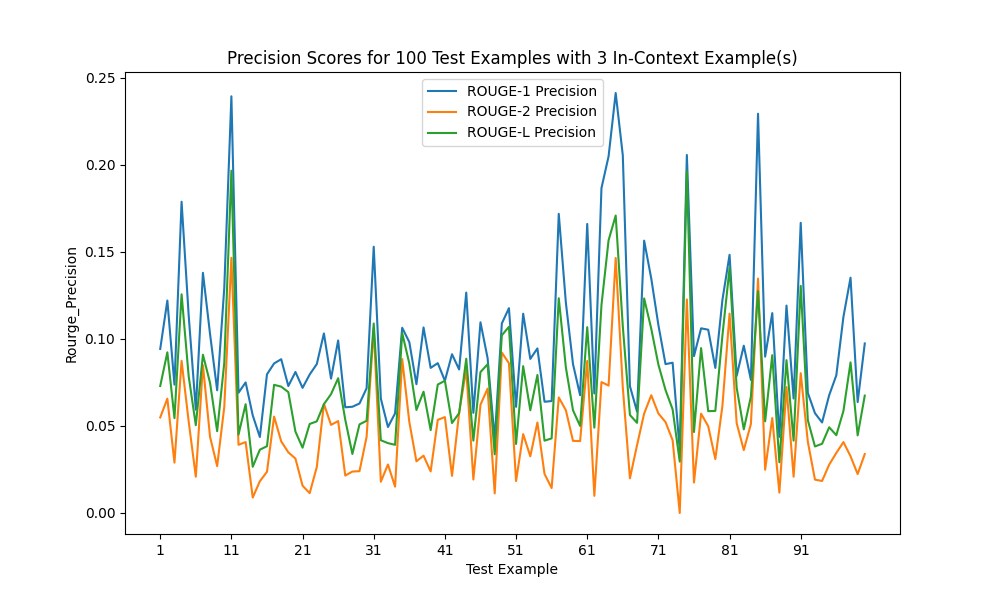 Precision Scores for 100 Test Examples with 3 In-Context Example(s)
ROUGE-1 Precision
ROUGE-2 Precision
ROUGE-L Precision
Rourge_Precision
0.25
0.20
0.15
0.10
0.05
0.00
1 11 21 31 41 51 61 71 81 91
Test Example